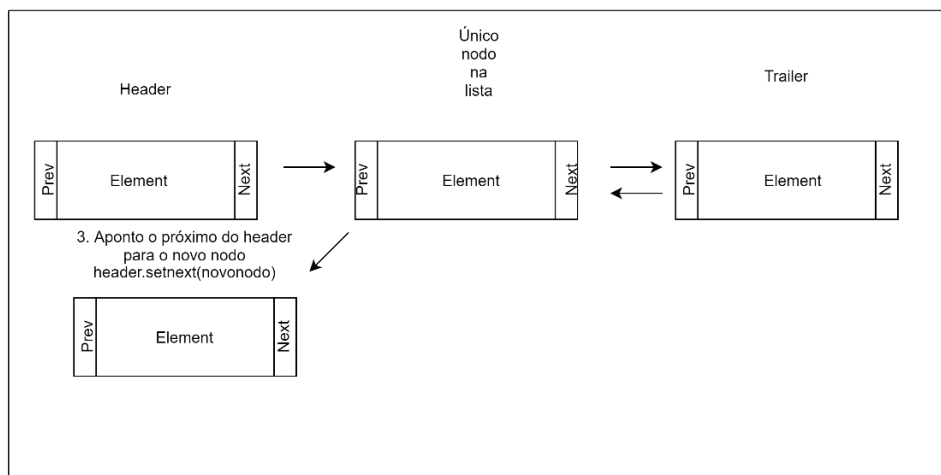 Único
nodo
na
lista
Header
Trailer
Prev
Element
Next
Prev
Element
Next
Prev
Element
Next
3. Aponto o próximo do header
para o novo nodo
header.setnext(novonodo)
Prev
Element
Next